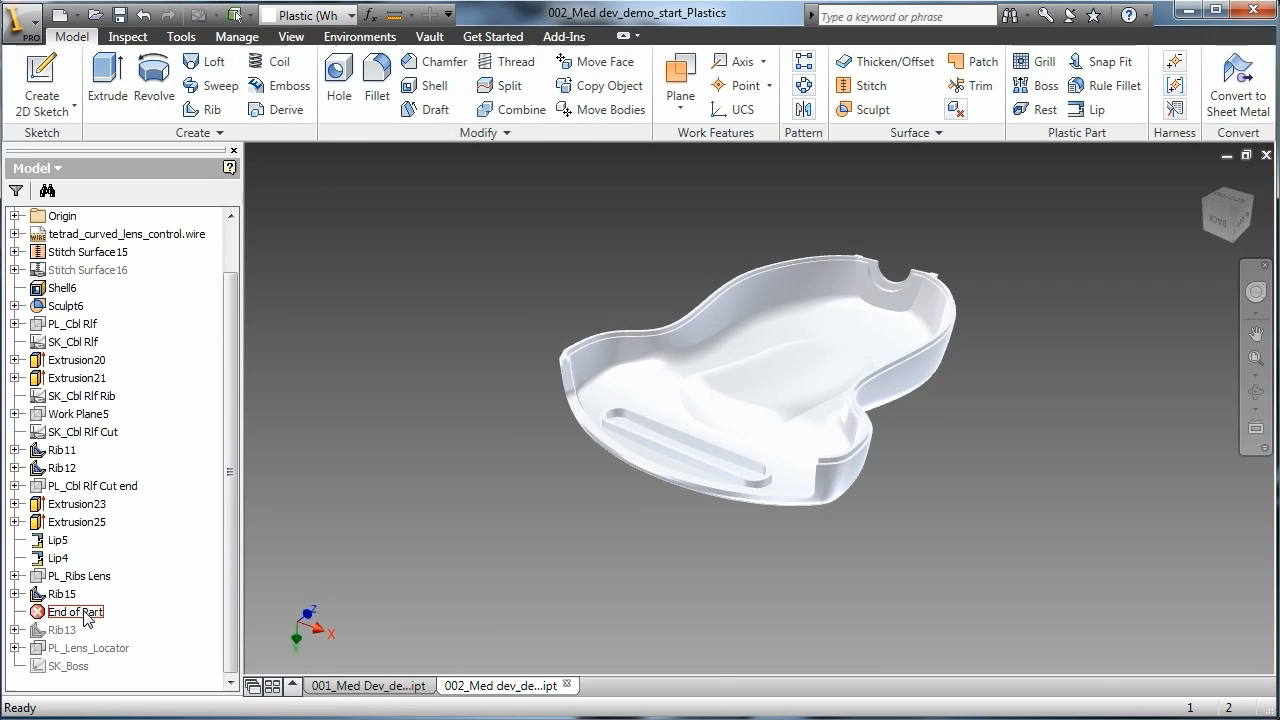 PRO
Plastic (Wh
fx
002_Med dev_demo_start_Plastics
Type a keyword or phrase
Model Inspect Tools Manage View Environments Vault Get Started Add-Ins
Create
2D Sketch
Sketch
Extrude
Revolve
Loft
Sweep
Rib
Coil
Emboss
Derive
Create
Hole
Fillet
Chamfer
Shell
Draft
Thread
Split
Combine
Move Face
Copy Object
Move Bodies
Modify
Plane
Axis
Point
UCS
Work Features
Pattern
Thicken/Offset
Stitch
Sculpt
Patch
Trim
Surface
Grill
Boss
Rest
Snap Fit
Rule Fillet
Lip
Plastic Part
Harness
Convert to
Sheet Metal
Convert
Model
Origin
tetrad_curved_lens_control.wire
Stitch Surface15
Stitch Surface16
Shell6
Sculpt6
PL_Cbl Rlf
SK_Cbl Rlf
Extrusion20
Extrusion21
SK_Cbl Rlf Rib
Work Plane5
SK_Cbl Rlf Cut
Rib11
Rib12
PL_Cbl Rlf Cut end
Extrusion23
Extrusion25
Lip5
Lip4
PL_Ribs Lens
Rib15
End of Part
Rib13
PL_Lens_Locator
SK_Boss
BACK
Z
X
001_Med Dev_de...ipt
002_Med dev_de...ipt
Ready
1 2